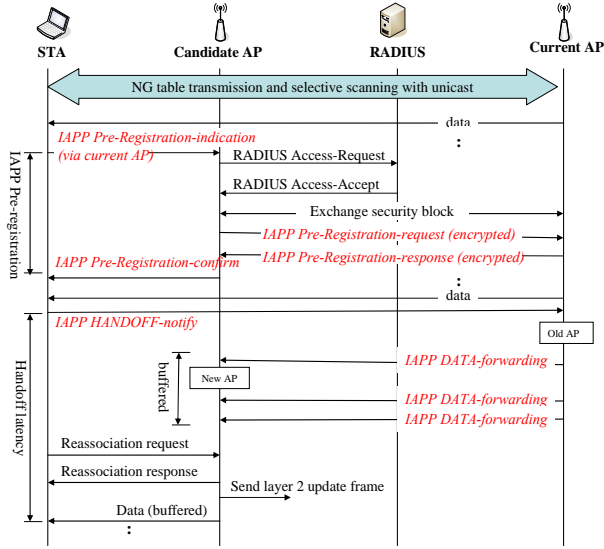 STA
Candidate AP
RADIUS
Current AP
NG table transmission and selective scanning with unicast
data
IAPP Pre-Registration-indication
(via current AP)
RADIUS Access-Request
RADIUS Access-Accept
Exchange security block
IAPP Pre-Registration-request (encrypted)
IAPP Pre-Registration-response (encrypted)
IAPP Pre-Registration-confirm
IAPP Pre-registration
data
IAPP HANDOFF-notify
Old AP
IAPP DATA-forwarding
buffered
New AP
IAPP DATA-forwarding
IAPP DATA-forwarding
Handoff latency
Reassociation request
Reassociation response
Send layer 2 update frame
Data (buffered)